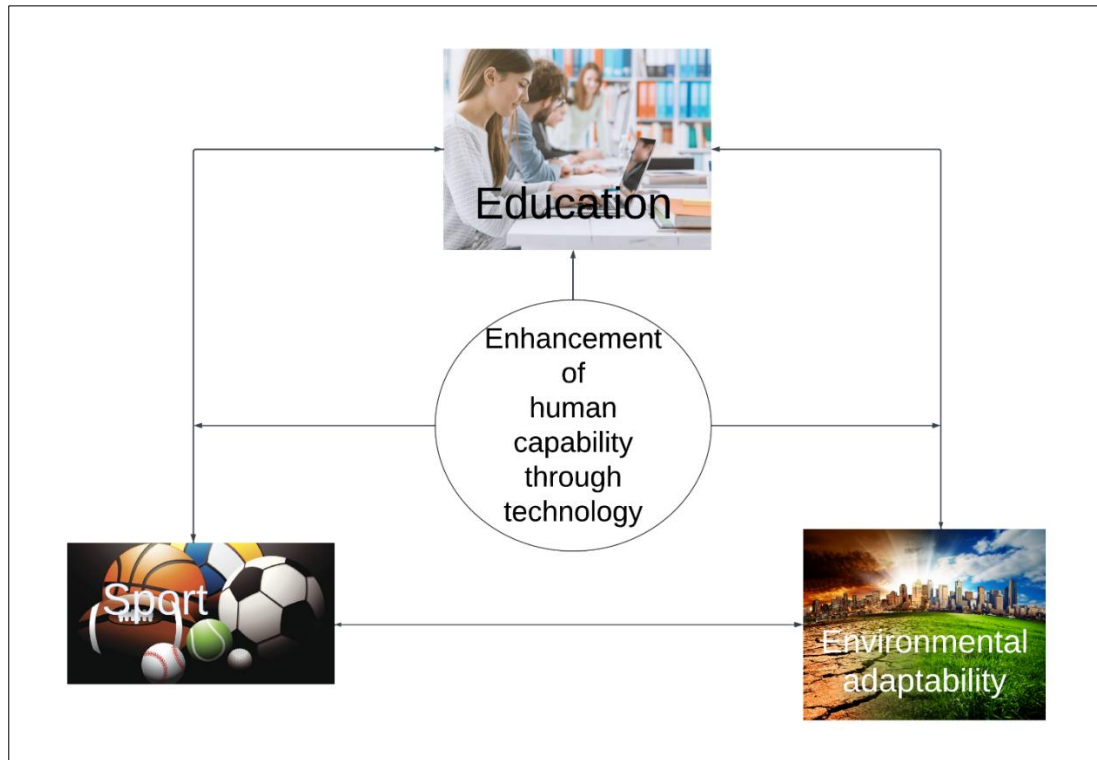 Education
Enhancement
of
human
capability
through
technology
Sport
Environmental
adaptability